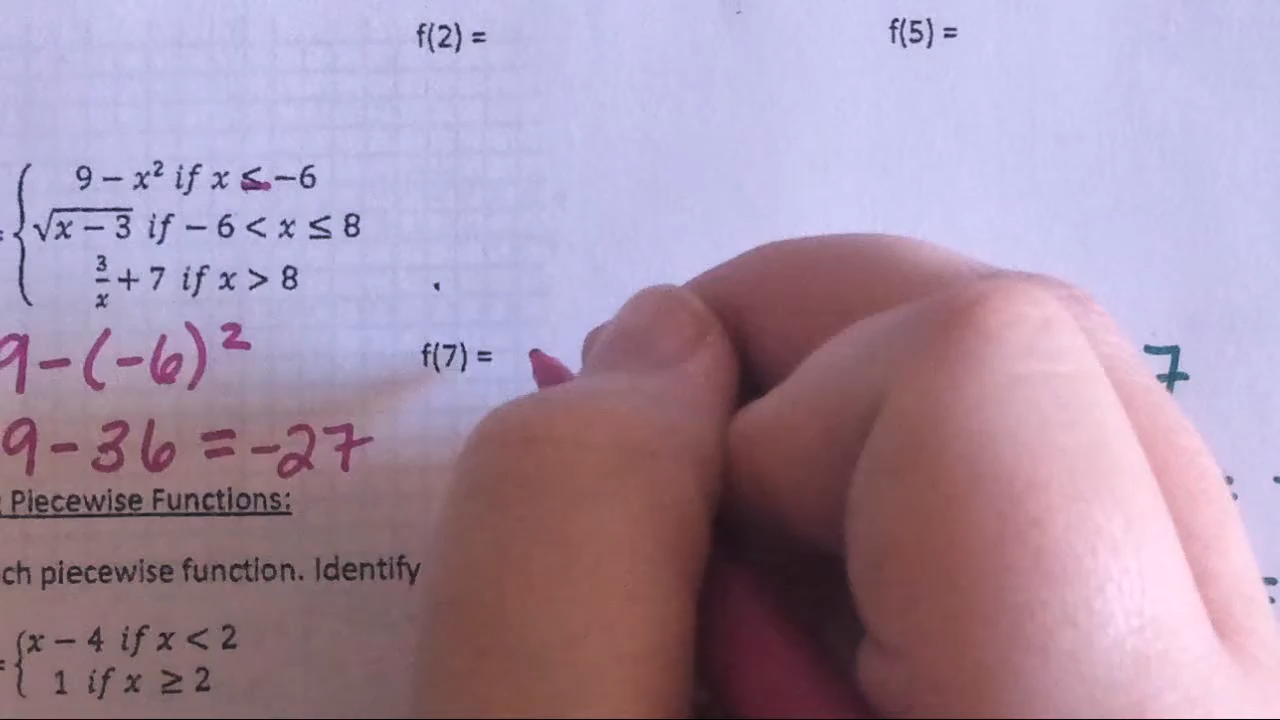 f(2) = f(5) =
9 − x² if x ≤ −6
√x − 3 if − 6 < x ≤ 8
3/x + 7 if x > 8
9 − (−6)² f(7) = 7
9 − 36 = −27
Piecewise Functions:
ch piecewise function. Identify
= { x − 4 if x < 2
1 if x ≥ 2